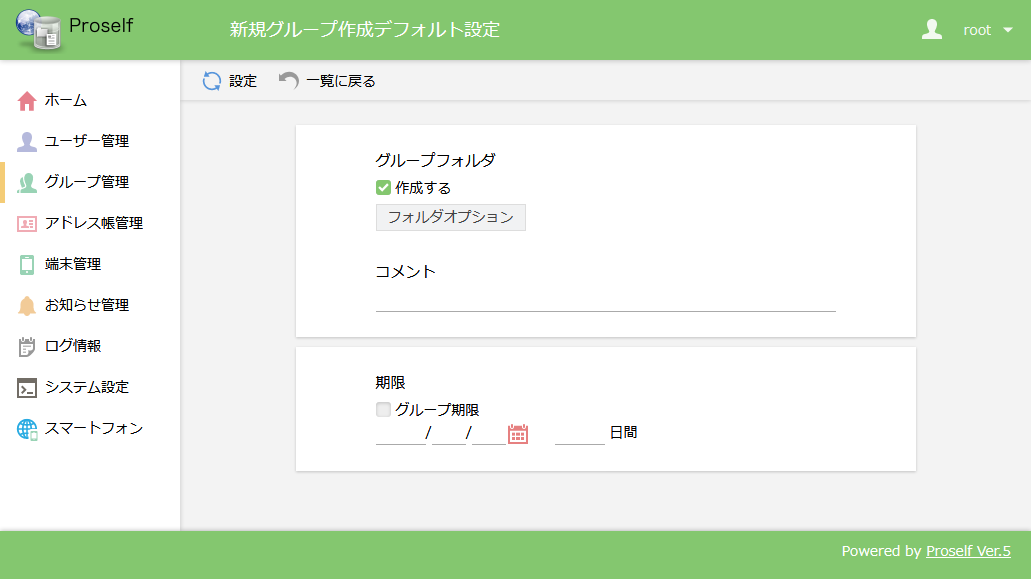 Proself
新規グループ作成デフォルト設定
root
設定
一覧に戻る
ホーム
ユーザー管理
グループ管理
アドレス帳管理
端末管理
お知らせ管理
ログ情報
システム設定
スマートフォン
グループフォルダ
作成する
フォルダオプション
コメント
期限
グループ期限
/ / 日間
Powered by Proself Ver.5